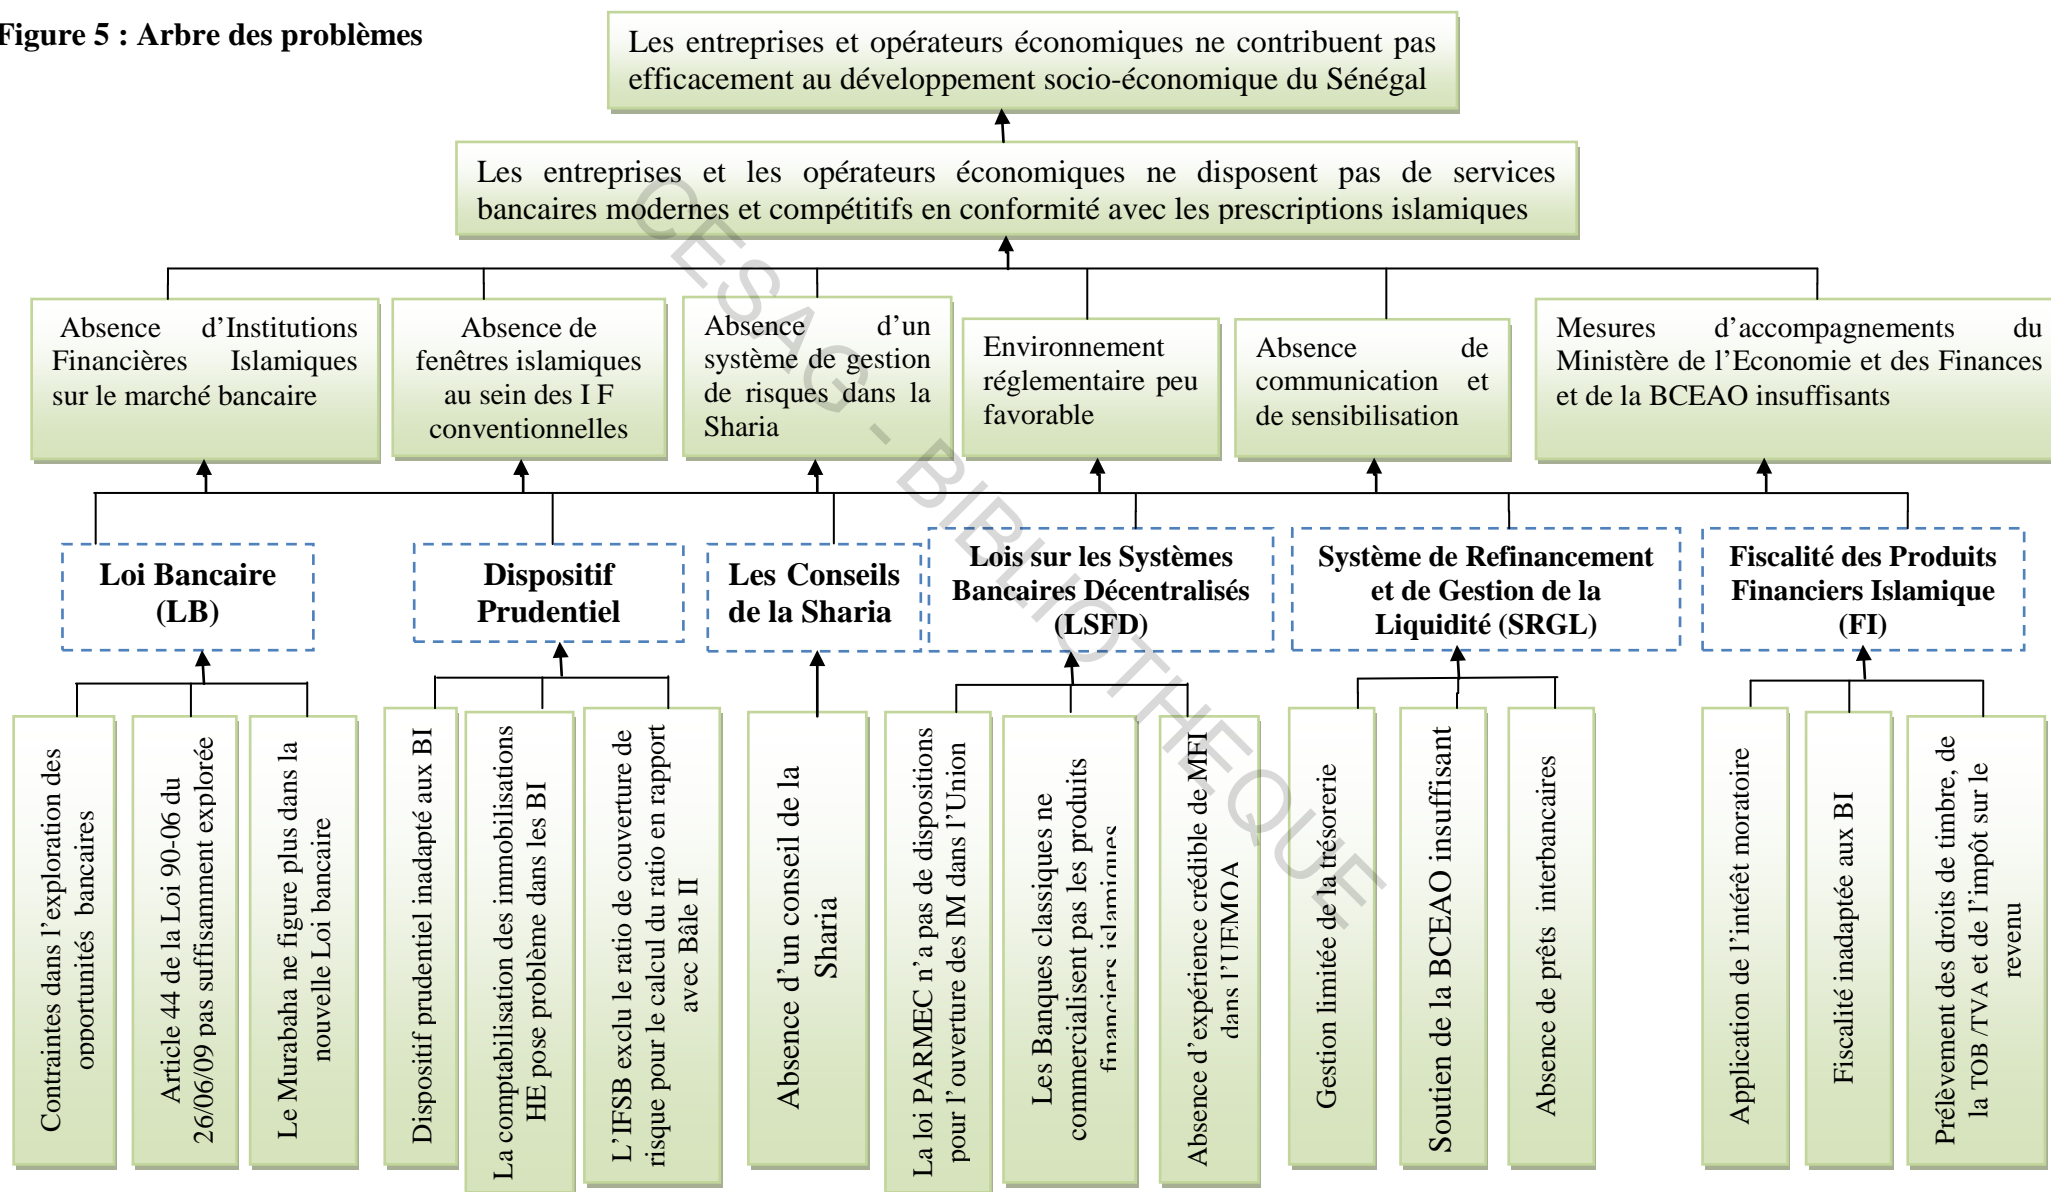 Figure 5 : Arbre des problèmes
Les entreprises et opérateurs économiques ne contribuent pas
efficacement au développement socio-économique du Sénégal
Les entreprises et les opérateurs économiques ne disposent pas de services
bancaires modernes et compétitifs en conformité avec les prescriptions islamiques
Absence d’Institutions
Financières Islamiques
sur le marché bancaire
Absence de
fenêtres islamiques
au sein des I F
conventionnelles
Absence d’un
système de gestion
de risques dans la
Sharia
Environnement
réglementaire peu
favorable
Absence de
communication et
de sensibilisation
Mesures d’accompagnements du
Ministère de l’Economie et des Finances
et de la BCEAO insuffisants
Loi Bancaire
(LB)
Dispositif
Prudentiel
Les Conseils
de la Sharia
Lois sur les Systèmes
Bancaires Décentralisés
(LSFD)
Système de Refinancement
et de Gestion de la
Liquidité (SRGL)
Fiscalité des Produits
Financiers Islamique
(FI)
Contraintes dans l’exploration des
opportunités bancaires
Article 44 de la Loi 90-06 du
26/06/09 pas suffisamment explorée
Le Murabaha ne figure plus dans la
nouvelle Loi bancaire
Dispositif prudentiel inadapté aux BI
La comptabilisation des immobilisations
HE pose problème dans les BI
L’IFSB exclu le ratio de couverture de
risque pour le calcul du ratio en rapport
avec Bâle II
Absence d’un conseil de la
Sharia
La loi PARMEC n’a pas de dispositions
pour l’ouverture des IM dans l’Union
Les Banques classiques ne
commercialisent pas les produits
financiers islamiques
Absence d’expérience crédible de MFI
dans l’UEMOA
Gestion limitée de la trésorerie
Soutien de la BCEAO insuffisant
Absence de prêts interbancaires
Application de l’intérêt moratoire
Fiscalité inadaptée aux BI
Prélèvement des droits de timbre, de
la TOB /TVA et de l’impôt sur le
revenu
CESAG - BIBLIOTHEQUE